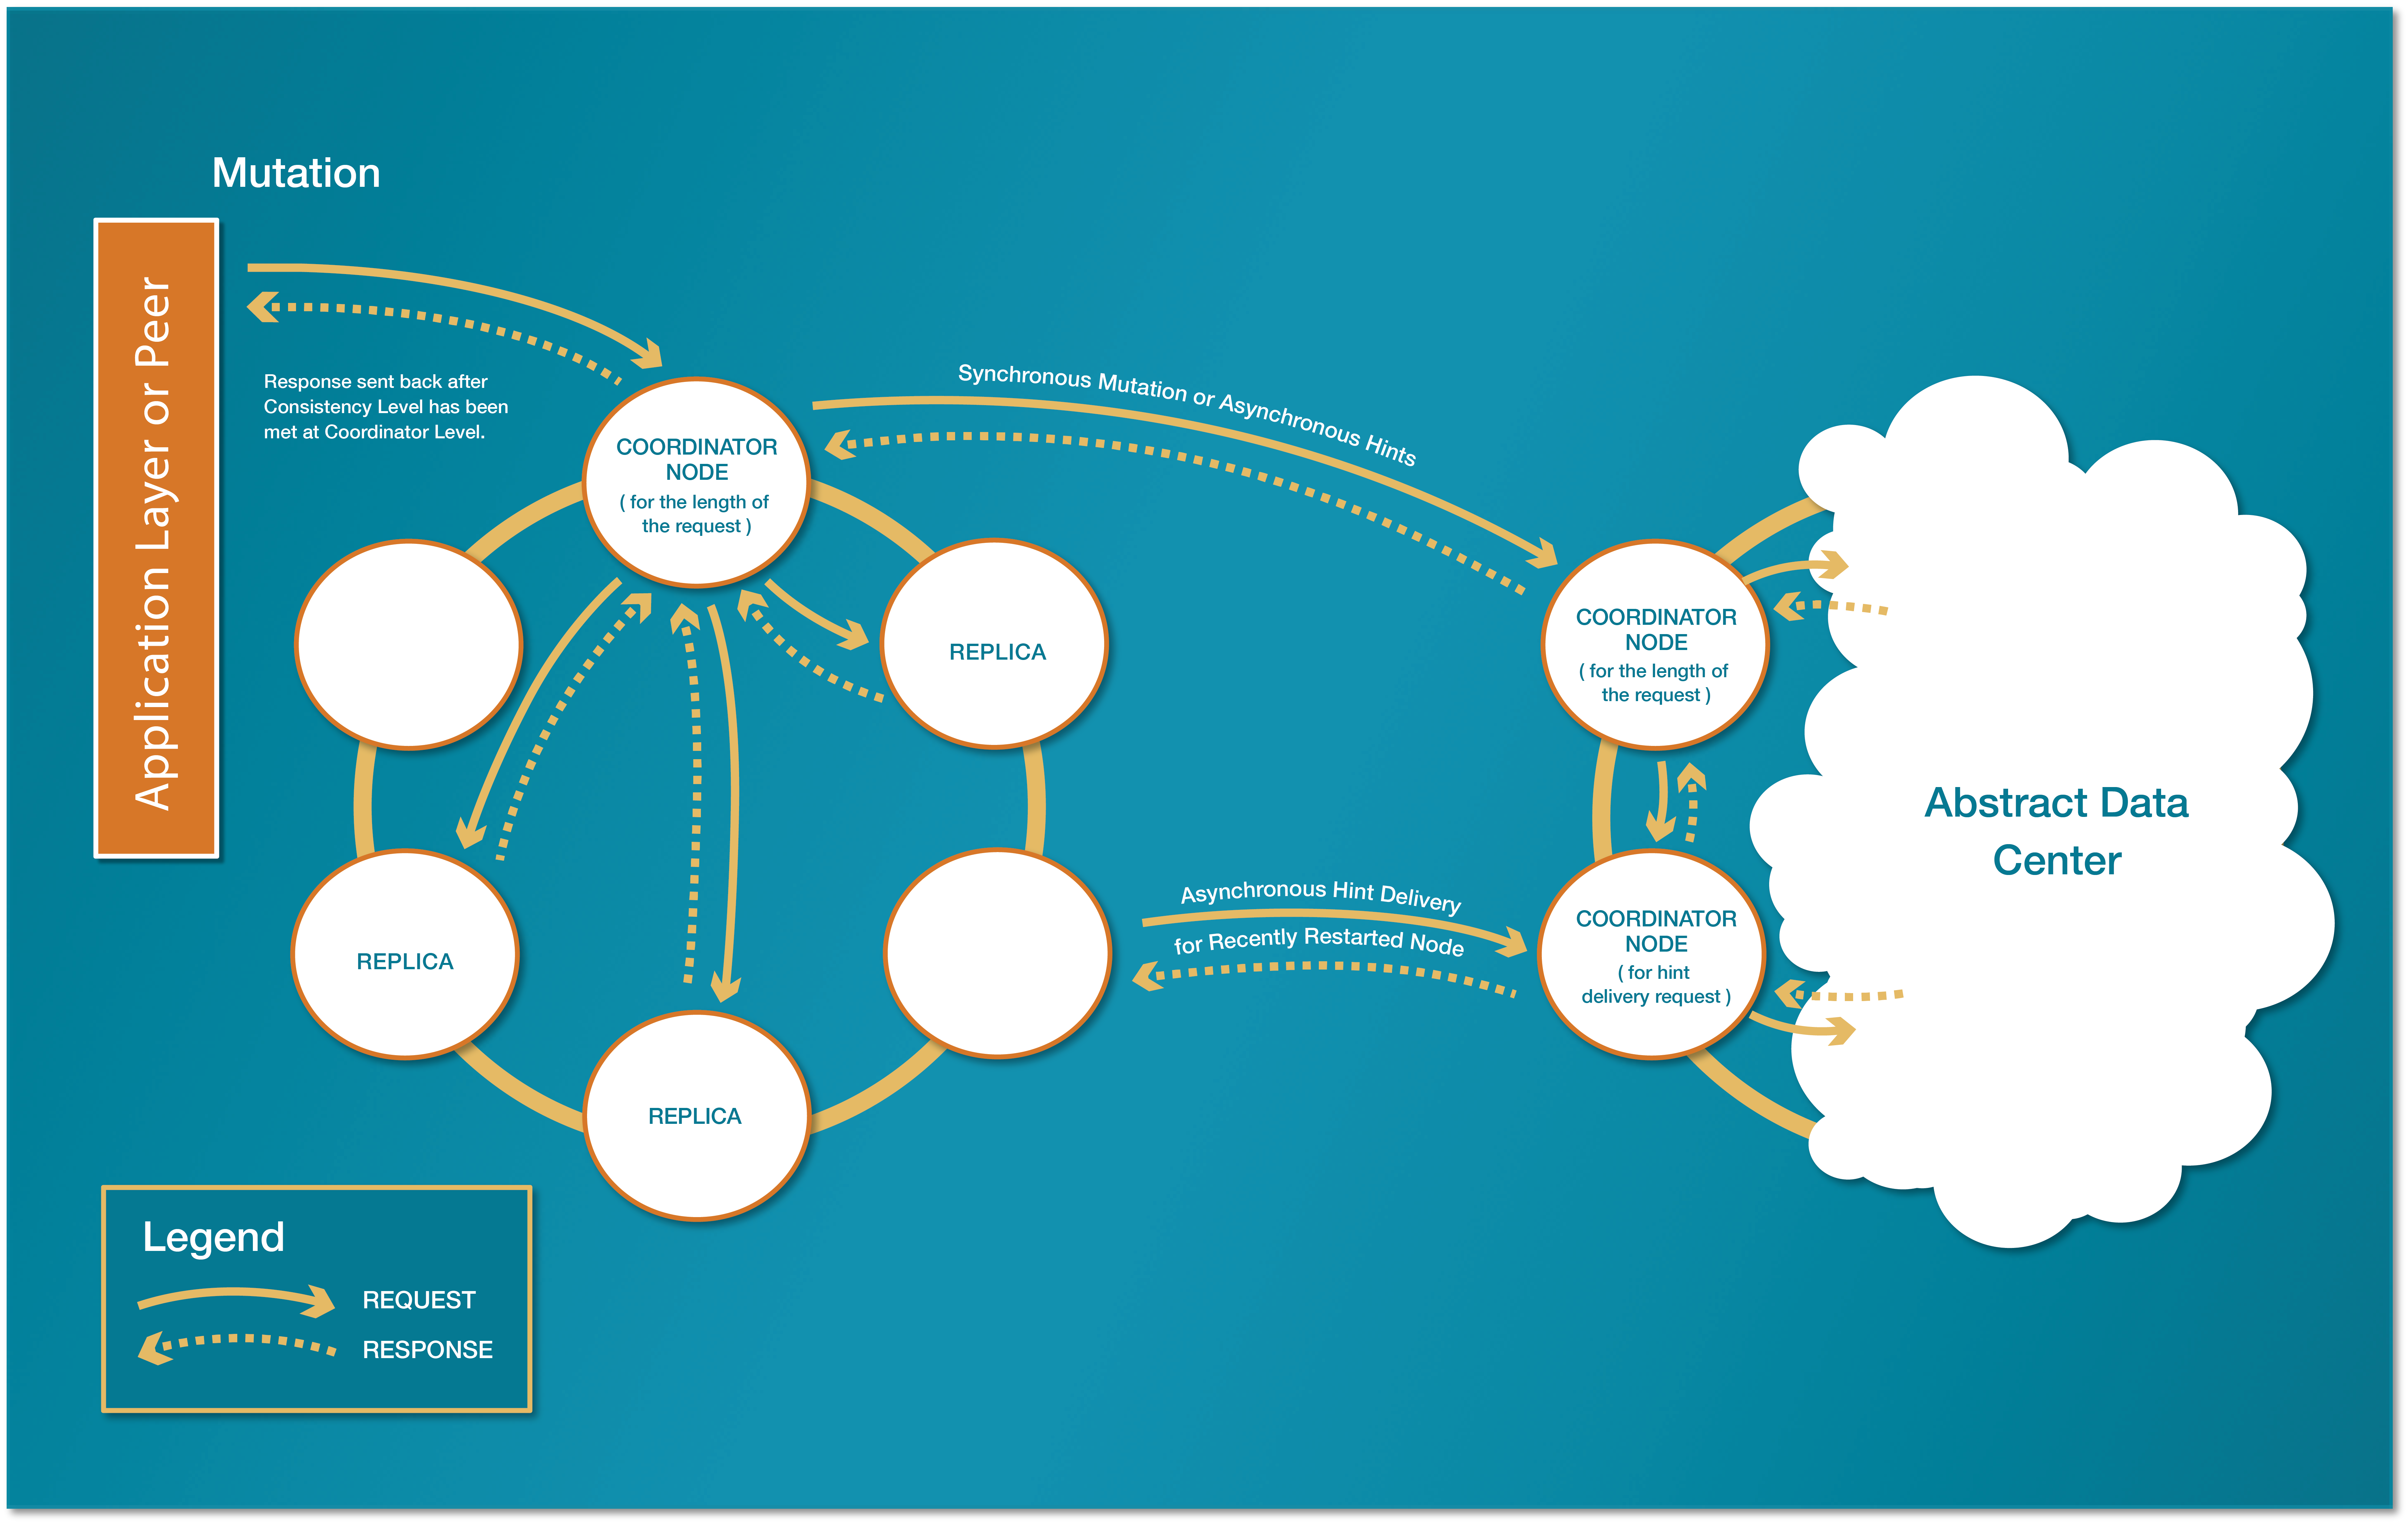 Mutation
Application Layer or Peer
Response sent back after
Consistency Level has been
met at Coordinator Level.
COORDINATOR
NODE
( for the length of
the request )
Synchronous Mutation or Asynchronous Hints
REPLICA
REPLICA
REPLICA
COORDINATOR
NODE
( for the length of
the request )
Asynchronous Hint Delivery
for Recently Restarted Node
COORDINATOR
NODE
( for hint
delivery request )
Abstract Data
Center
Legend
REQUEST
RESPONSE